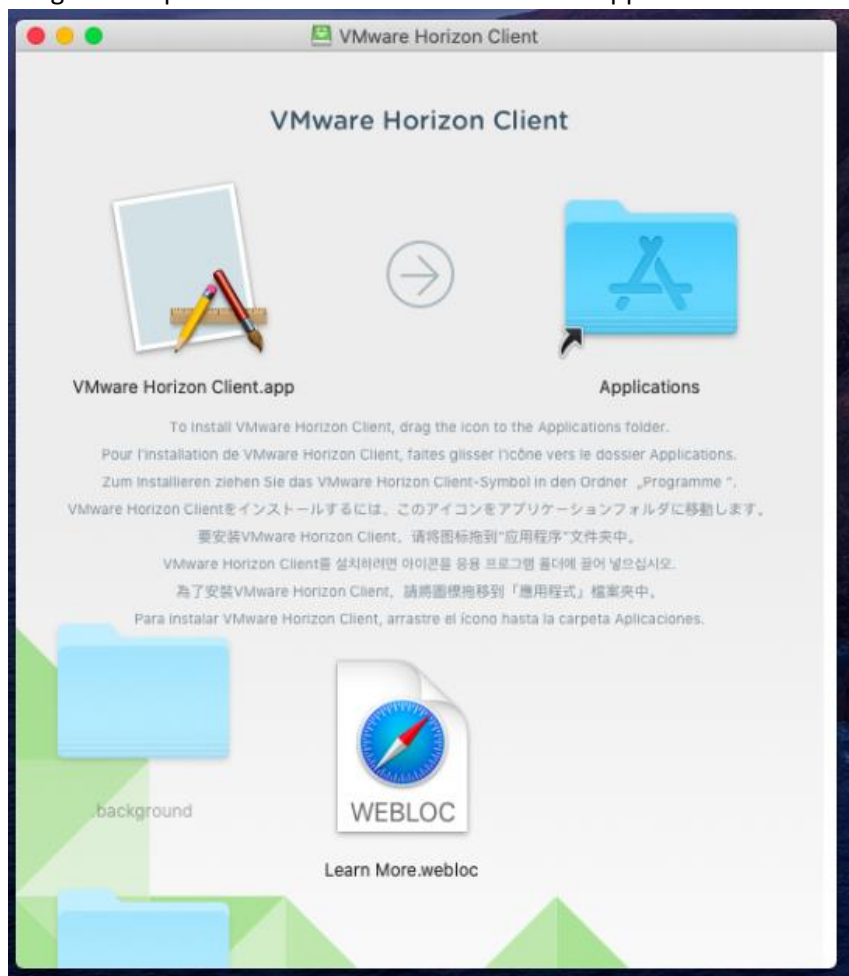 VMware Horizon Client
VMware Horizon Client
VMware Horizon Client.app
Applications
To install VMware Horizon Client, drag the icon to the Applications folder.
Pour l'installation de VMware Horizon Client, faites glisser l'icône vers le dossier Applications.
Zum Installieren ziehen Sie das VMware Horizon Client-Symbol in den Ordner „Programme “.
VMware Horizon Clientをインストールするには、このアイコンをアプリケーションフォルダに移動します。
要安装VMware Horizon Client，请将图标拖到“应用程序”文件夹中。
VMware Horizon Client를 설치하려면 아이콘을 응용 프로그램 폴더에 끌어 넣으십시오.
為了安裝VMware Horizon Client，請將圖標拖移到「應用程式」檔案夾中。
Para instalar VMware Horizon Client, arrastre el ícono hasta la carpeta Aplicaciones.
.background
WEBLOC
Learn More.webloc